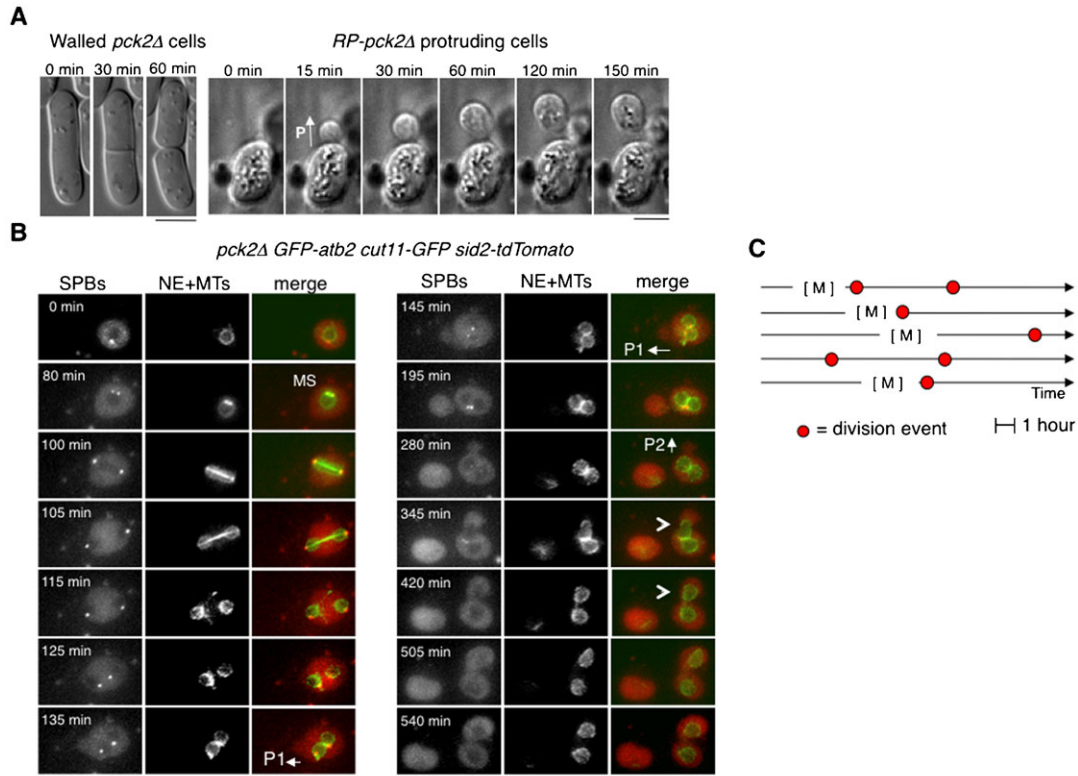 A
Walled pck2Δ cells
RP-pck2Δ protruding cells
0 min 30 min 60 min
0 min 15 min 30 min 60 min 120 min 150 min
P
B
pck2Δ GFP-atb2 cut11-GFP sid2-tdTomato
SPBs NE+MTs merge
0 min
80 min
MS
100 min
105 min
115 min
125 min
135 min
P1
SPBs NE+MTs merge
145 min
P1
195 min
280 min
P2
345 min
420 min
505 min
540 min
C
[ M ]
[ M ]
[ M ]
[ M ]
Time
= division event
1 hour